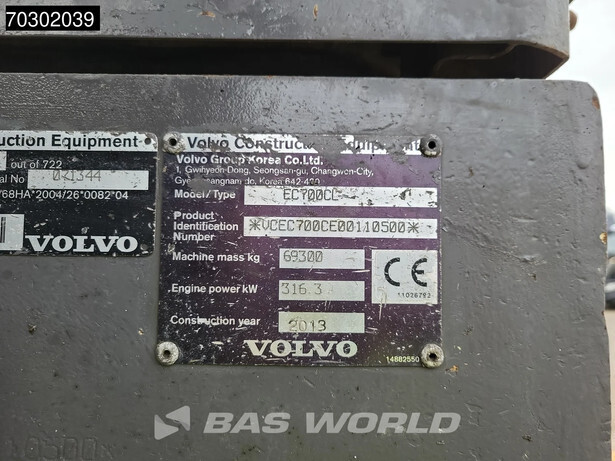 70302039
uction Equipment
out of 722
al No 021344
768HA*2004/26*0082*04
VOLVO
Volvo Construction Equipment
Volvo Group Korea Co.Ltd.
1, Gwihyeon-Dong, Seongsan-gu, Changwon-City,
Gyeongnam do, Korea 642-420
Model/Type EC700CL
Product Identification Number *VCEC700CE00110500*
Machine mass kg 69300
Engine power kW 316.3
Construction year 2013
CE
11036793
VOLVO
14882550
BAS WORLD